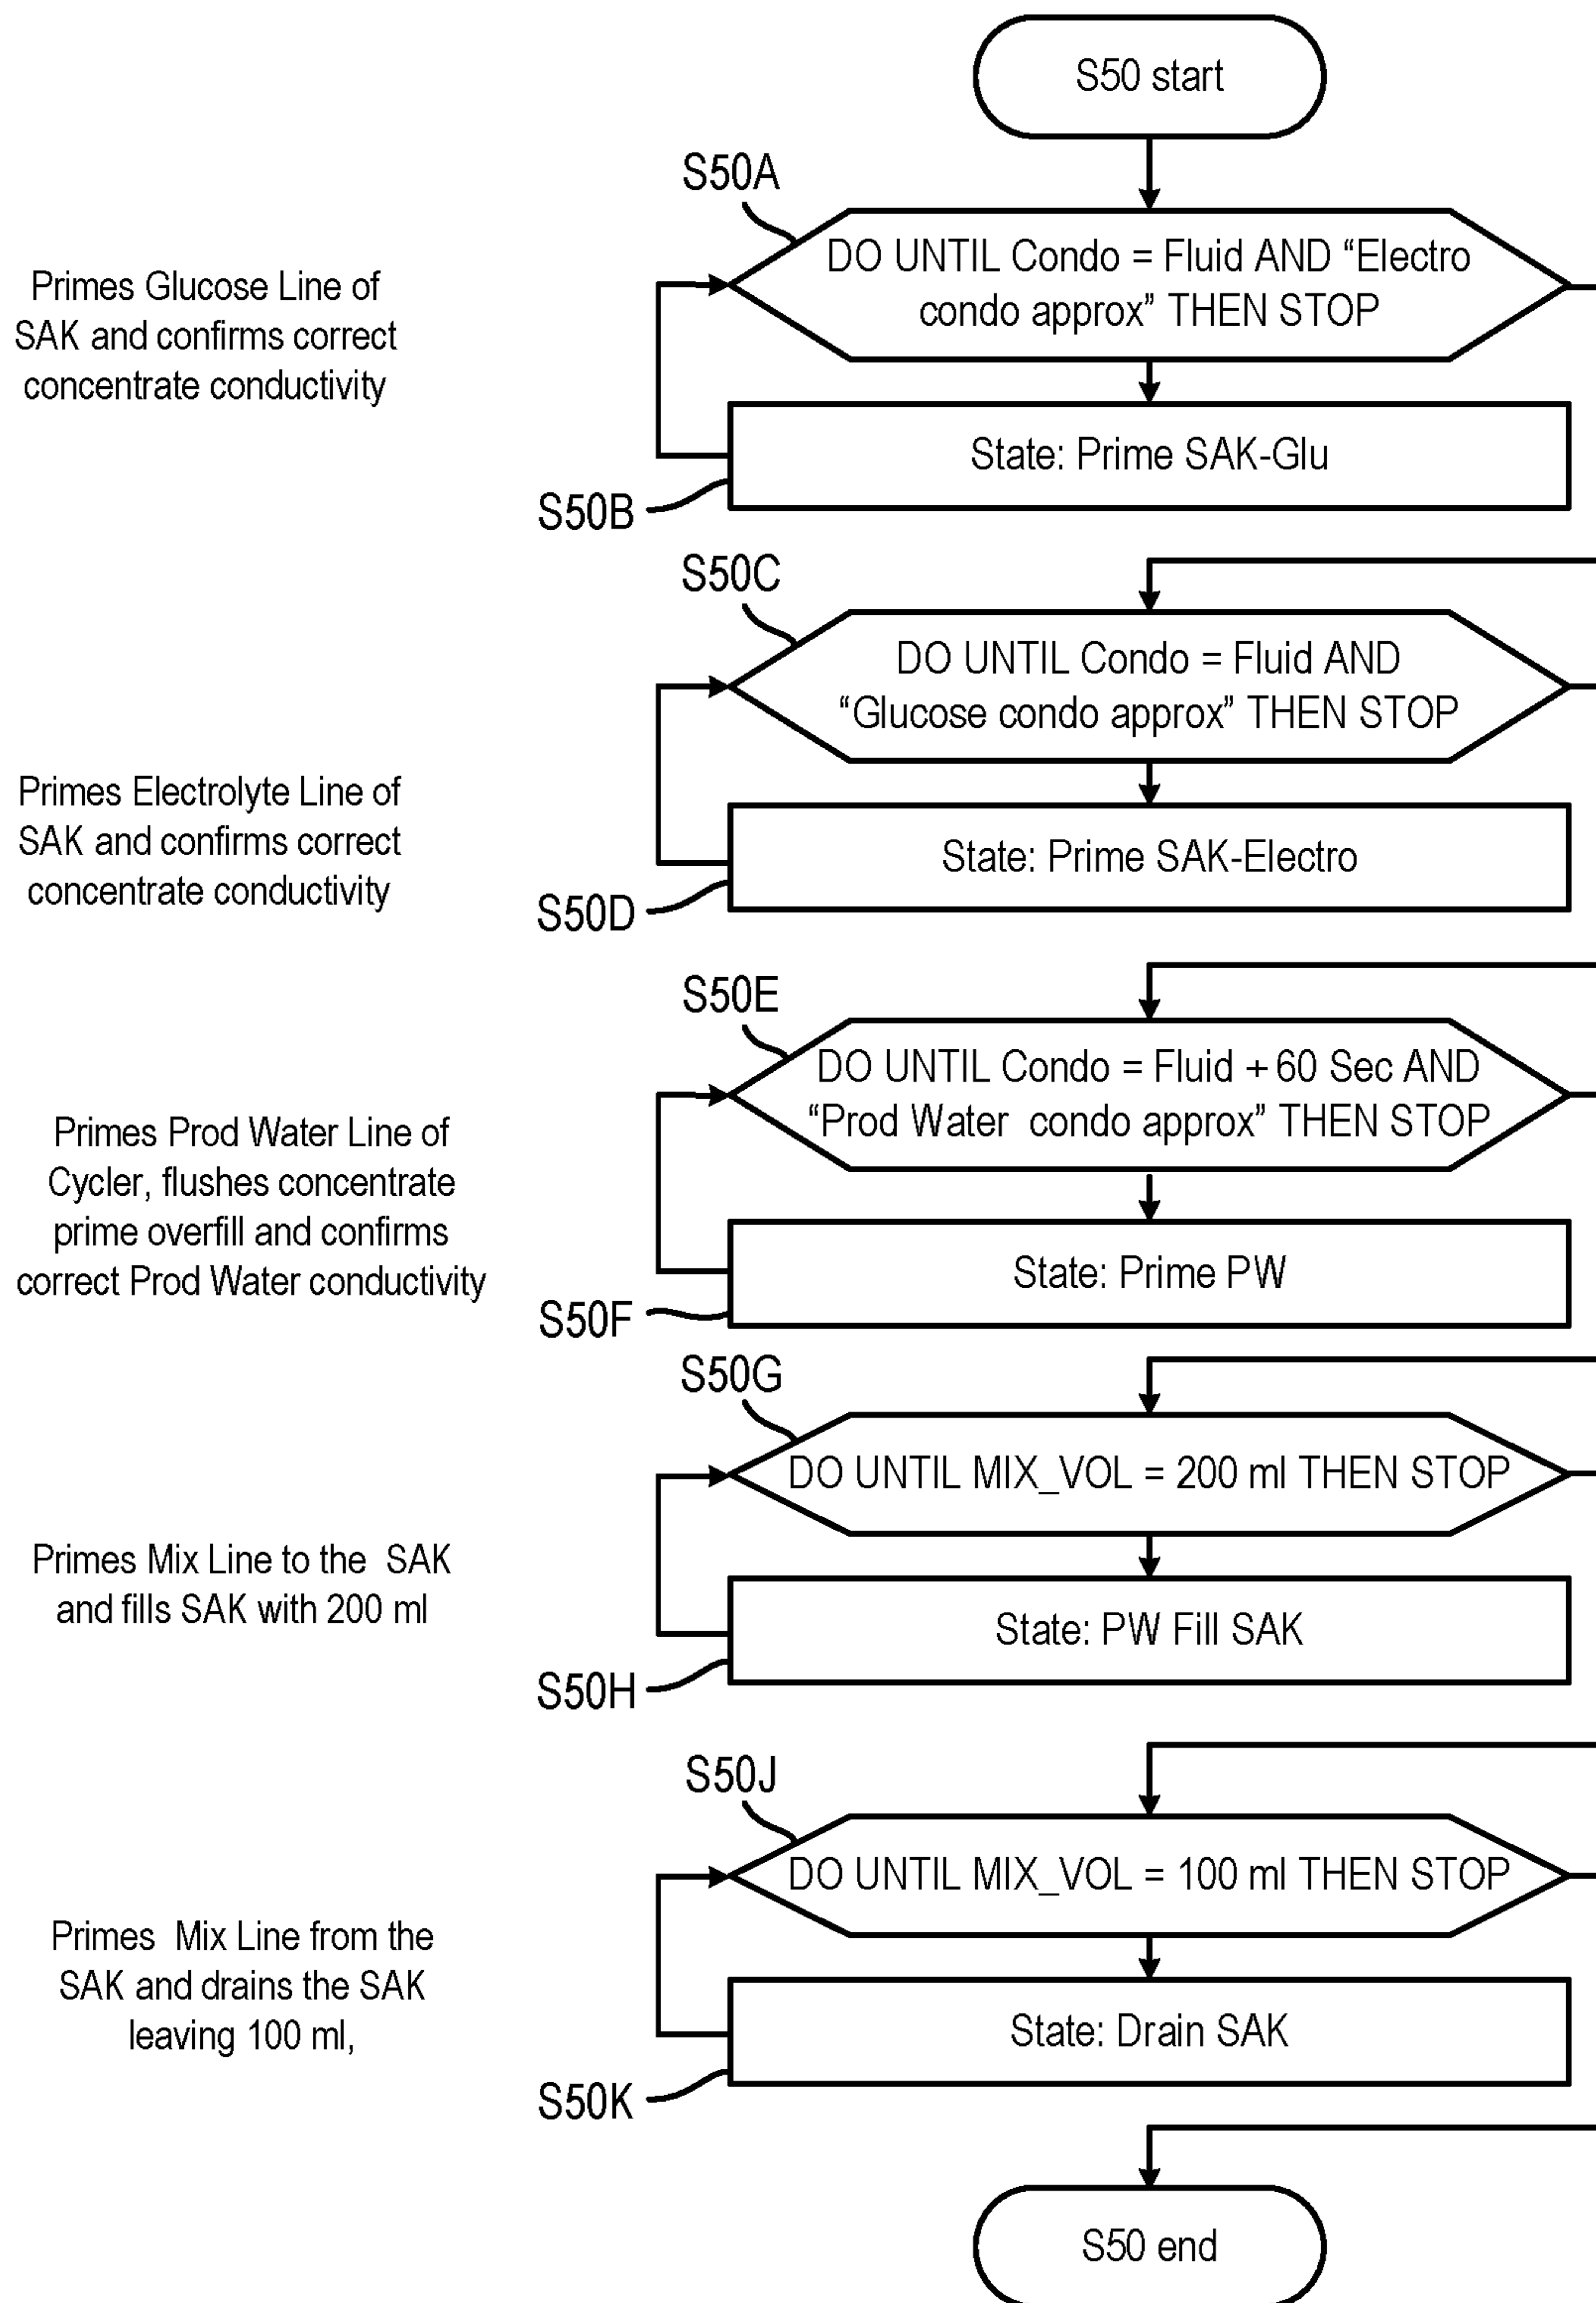 S50 start
S50A
DO UNTIL Condo = Fluid AND “Electro
condo approx” THEN STOP
Primes Glucose Line of
SAK and confirms correct
concentrate conductivity
State: Prime SAK-Glu
S50B
S50C
DO UNTIL Condo = Fluid AND
“Glucose condo approx” THEN STOP
Primes Electrolyte Line of
SAK and confirms correct
concentrate conductivity
State: Prime SAK-Electro
S50D
S50E
DO UNTIL Condo = Fluid + 60 Sec AND
“Prod Water condo approx” THEN STOP
Primes Prod Water Line of
Cycler, flushes concentrate
prime overfill and confirms
correct Prod Water conductivity
State: Prime PW
S50F
S50G
DO UNTIL MIX_VOL = 200 ml THEN STOP
Primes Mix Line to the SAK
and fills SAK with 200 ml
State: PW Fill SAK
S50H
S50J
DO UNTIL MIX_VOL = 100 ml THEN STOP
Primes Mix Line from the
SAK and drains the SAK
leaving 100 ml,
State: Drain SAK
S50K
S50 end